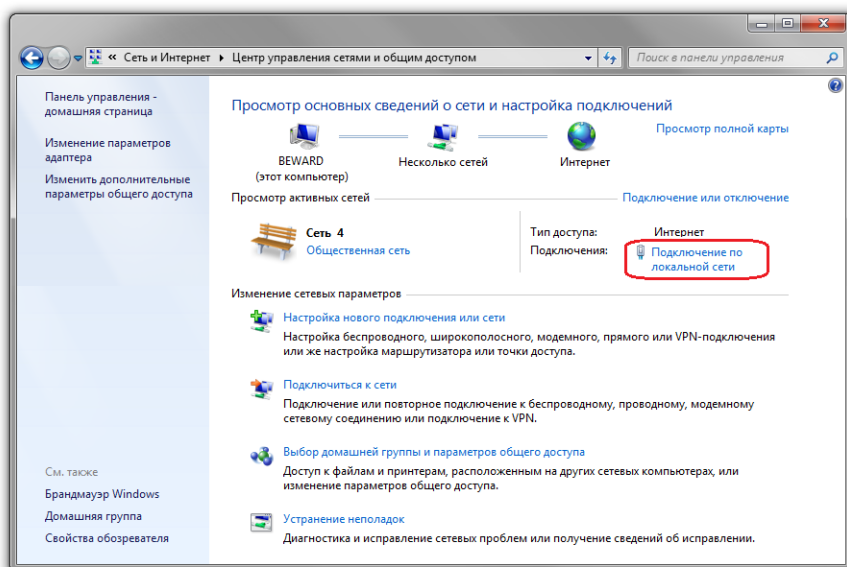 « Сеть и Интернет ▸ Центр управления сетями и общим доступом
Поиск в панели управления
Панель управления -
домашняя страница
Изменение параметров
адаптера
Изменить дополнительные
параметры общего доступа
Просмотр основных сведений о сети и настройка подключений
Просмотр полной карты
BEWARD
(этот компьютер)
Несколько сетей
Интернет
Просмотр активных сетей
Подключение или отключение
Сеть 4
Общественная сеть
Тип доступа: Интернет
Подключения: Подключение по
локальной сети
Изменение сетевых параметров
Настройка нового подключения или сети
Настройка беспроводного, широкополосного, модемного, прямого или VPN-подключения
или же настройка маршрутизатора или точки доступа.
Подключиться к сети
Подключение или повторное подключение к беспроводному, проводному, модемному
сетевому соединению или подключение к VPN.
Выбор домашней группы и параметров общего доступа
Доступ к файлам и принтерам, расположенным на других сетевых компьютерах, или
изменение параметров общего доступа.
Устранение неполадок
Диагностика и исправление сетевых проблем или получение сведений об исправлении.
См. также
Брандмауэр Windows
Домашняя группа
Свойства обозревателя